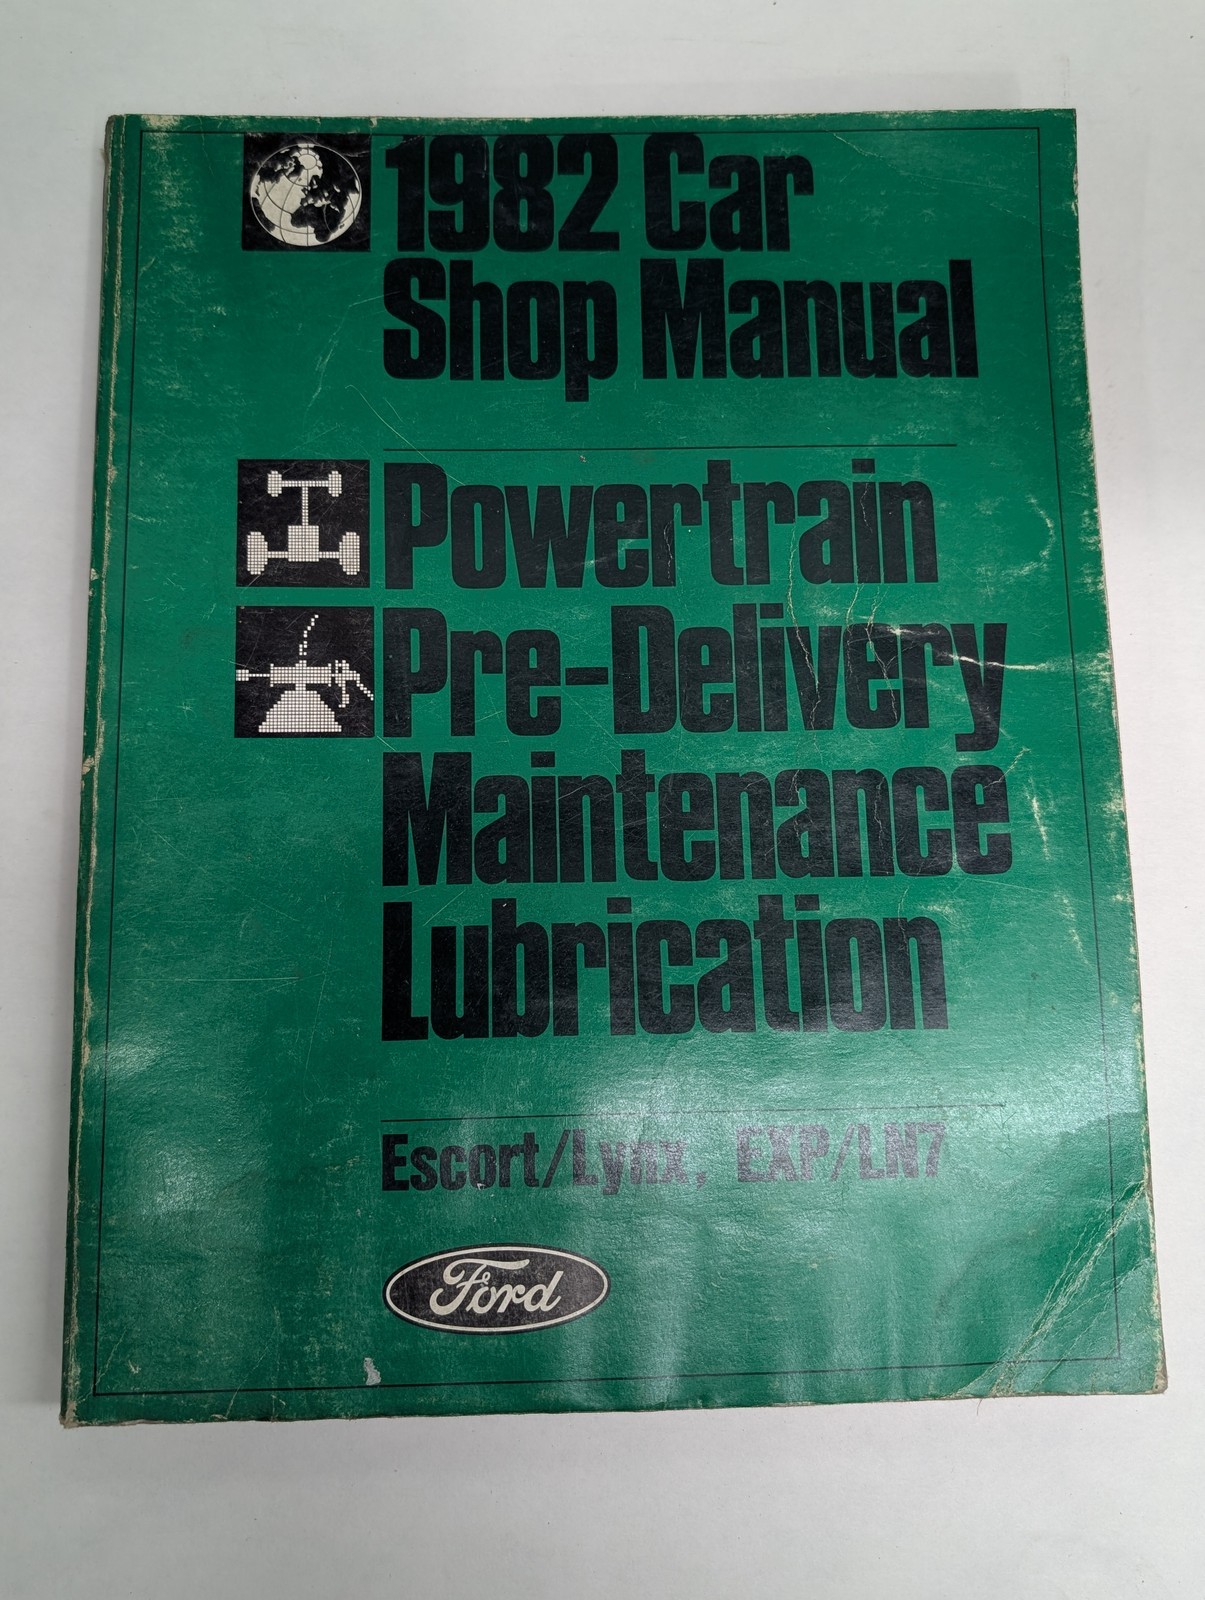 1982 Car
Shop Manual
Powertrain
Pre-Delivery
Maintenance
Lubrication
Escort/Lynx, EXP/LN7
Ford